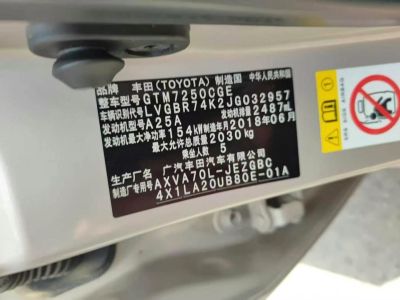 品牌 丰田(TOYOTA) 制造国 中华人民共和国
整车型号 GTM7250CGE
车辆识别代号 LVGBR74K2JG032957
发动机型号 A25A 发动机排量 2487mL
发动机最大净功率 154kW 制造年月 2018年06月
最大允许总质量 2030kg
乘坐人数 5
生产厂名 广汽丰田汽车有限公司
制造厂专用号 AXVA70L-JEZGBC
4X1LA20UB80E-01A
AIRBAG